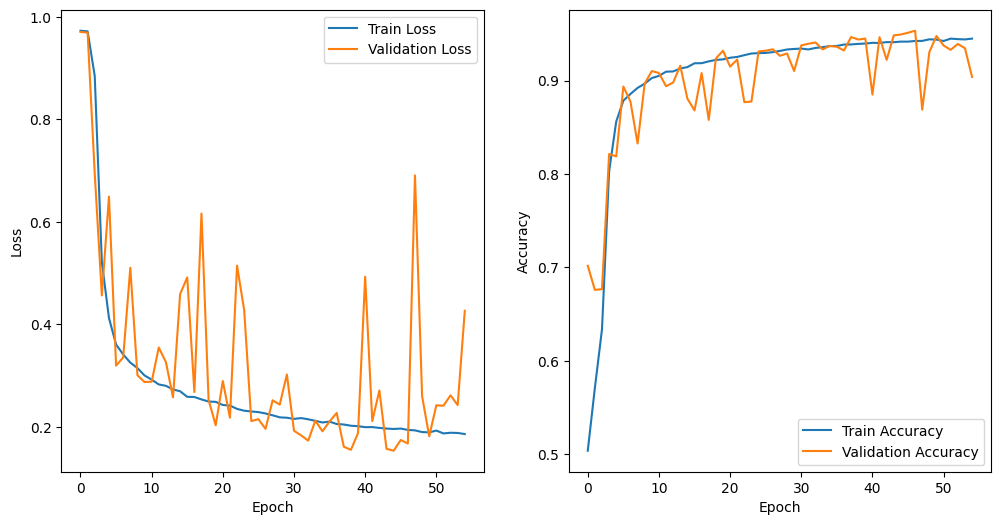 Train Loss
Validation Loss
1.0
0.8
0.6
0.4
0.2
Loss
0 10 20 30 40 50
Epoch
0.9
0.8
0.7
0.6
0.5
Accuracy
Train Accuracy
Validation Accuracy
0 10 20 30 40 50
Epoch